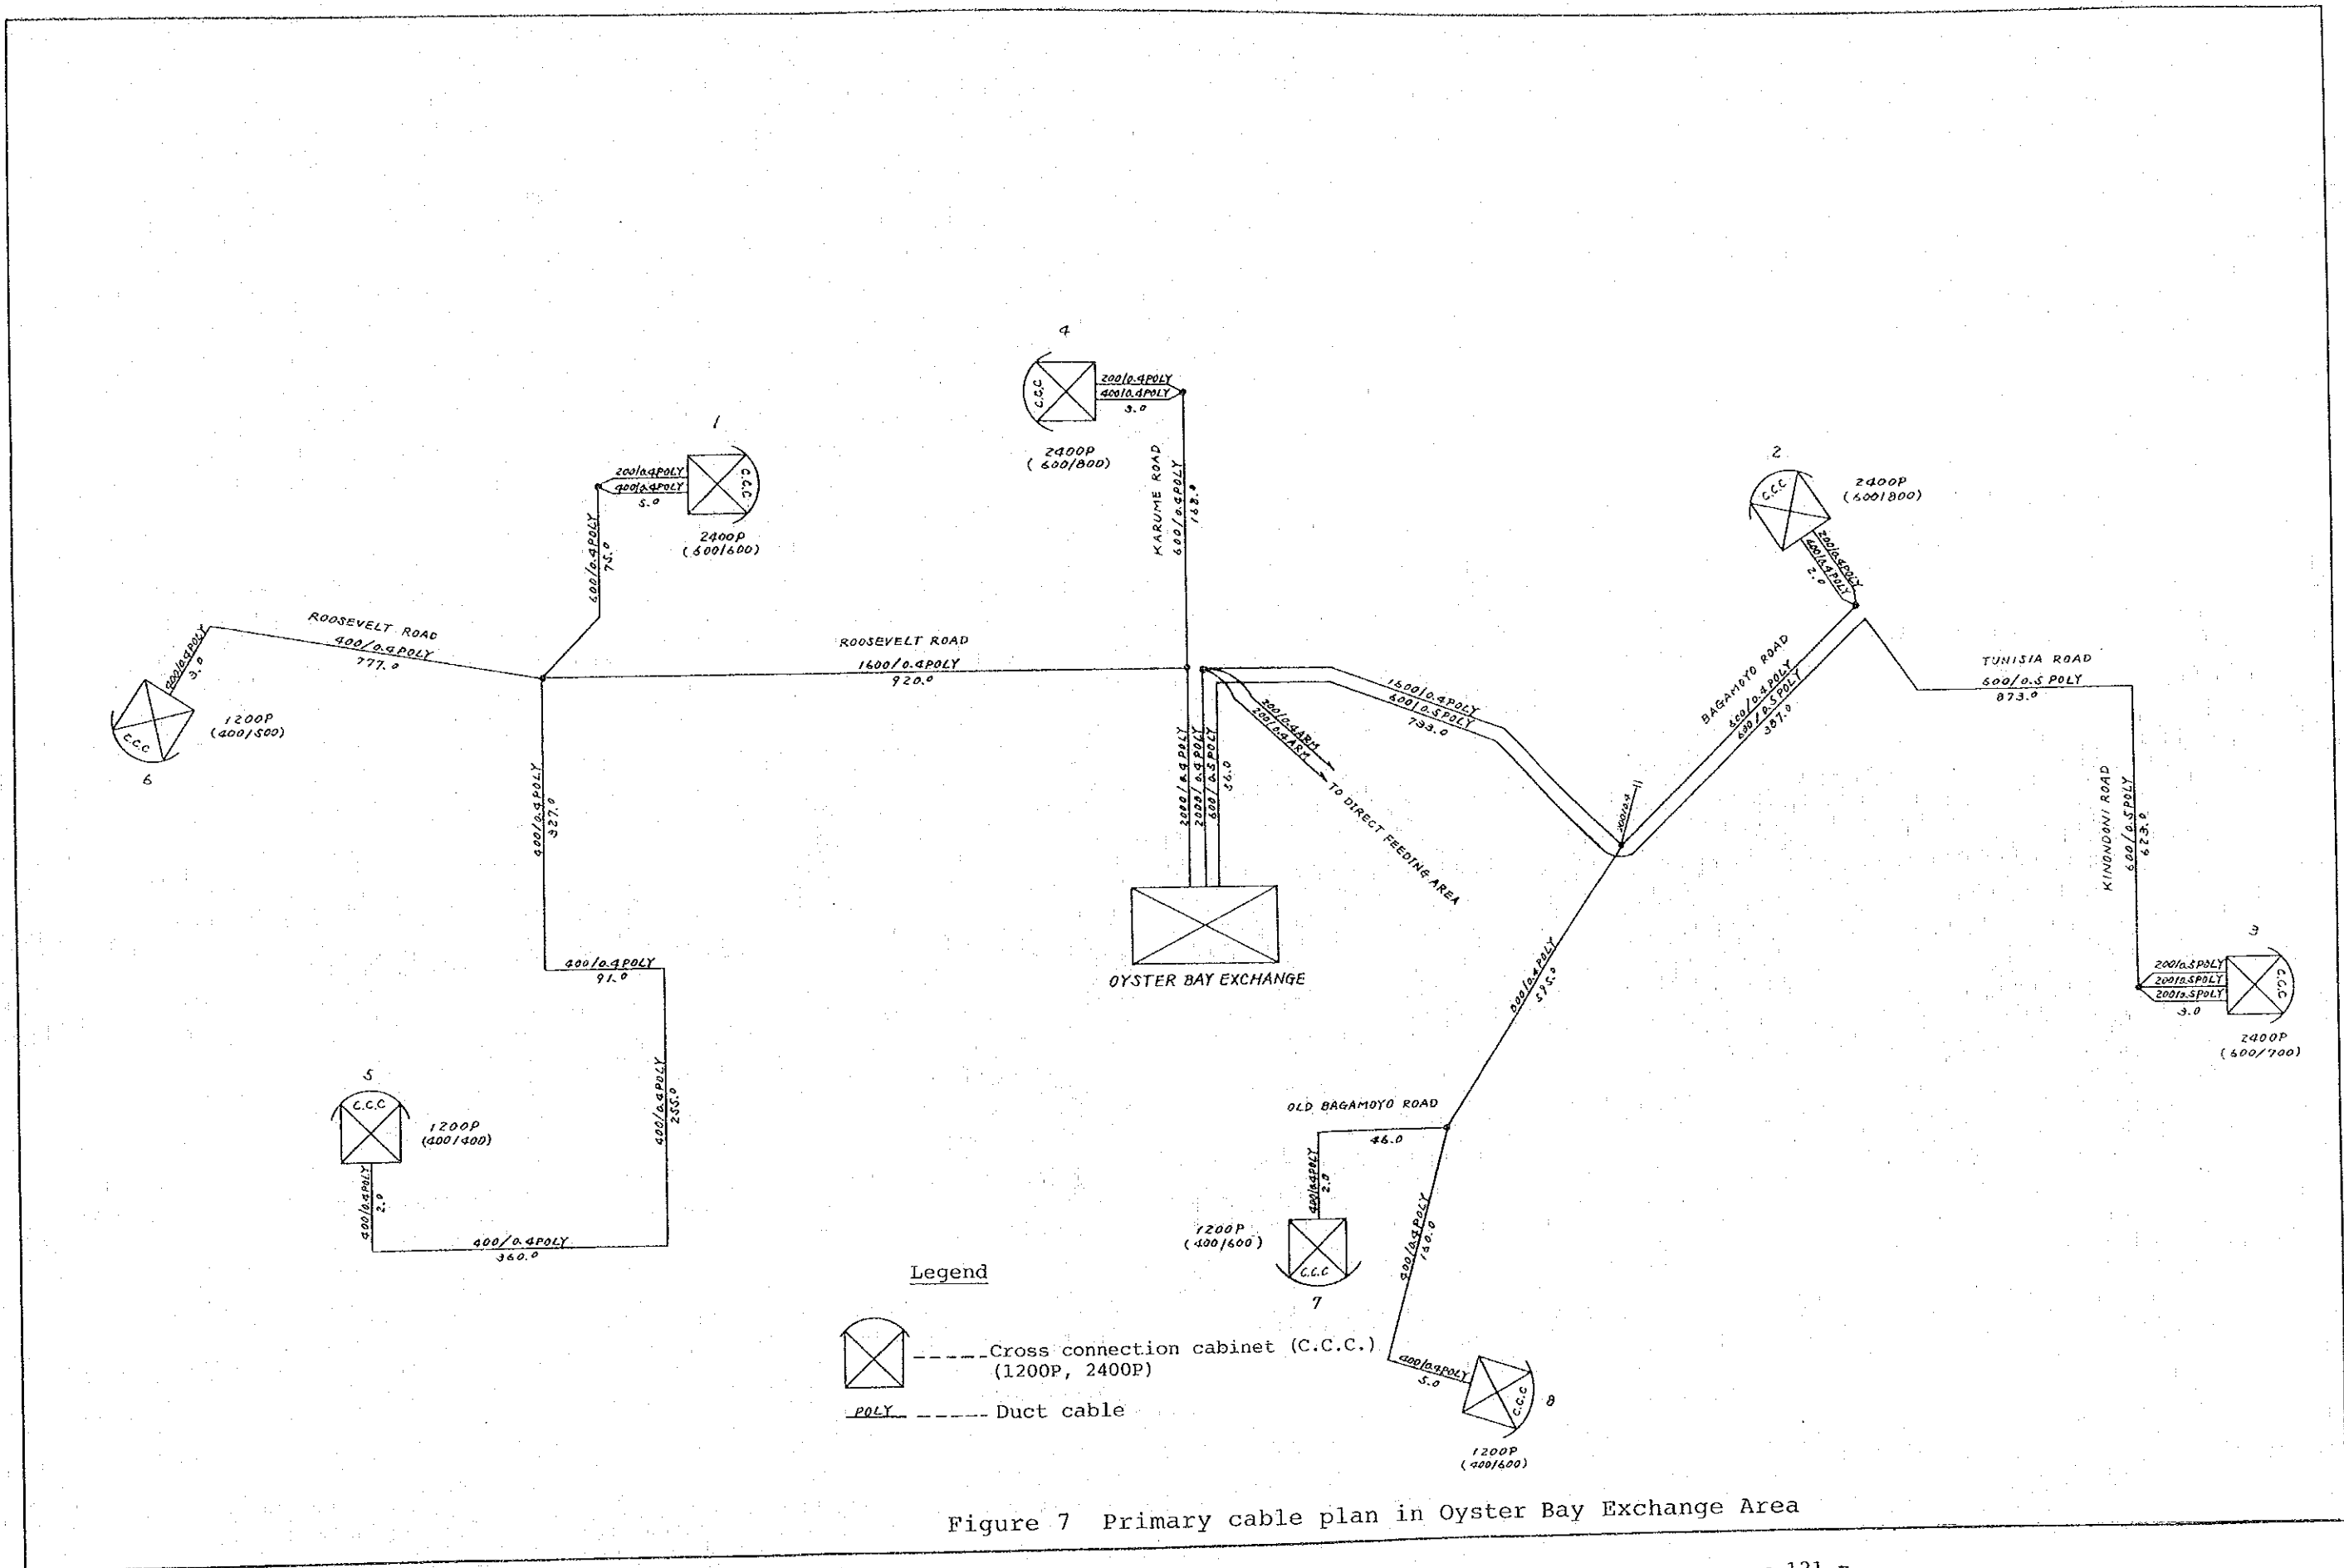 4
C.C.C
200/0.4POLY
400/0.4POLY
3.0
2400P
(600/800)
KARUME ROAD
600/0.4POLY
168.0
1
200/0.4POLY
400/0.4POLY
5.0
C.C.C
2400P
(600/600)
600/0.4POLY
75.0
2
C.C.C
2400P
(600/800)
200/0.4POLY
400/0.4POLY
2.0
ROOSEVELT ROAD
400/0.4POLY
777.0
400/0.4POLY
3.0
C.C.C
1200P
(400/500)
6
ROOSEVELT ROAD
1600/0.4POLY
920.0
1600/0.4POLY
600/0.5POLY
733.0
BAGAMOYO ROAD
600/0.4POLY
600/0.5POLY
387.0
TUNISIA ROAD
600/0.5 POLY
873.0
200/0.4ARM
200/0.4ARM
TO DIRECT FEEDING AREA
2000/0.4 POLY
2000/0.4 POLY
600/0.5POLY
56.0
OYSTER BAY EXCHANGE
400/0.4POLY
327.0
400/0.4POLY
91.0
400/0.4POLY
255.0
400/0.4POLY
360.0
5
C.C.C
1200P
(400/400)
400/0.4POLY
2.0
KINONDONI ROAD
600/0.5POLY
623.0
3
200/0.5POLY
200/0.5POLY
200/0.5POLY
3.0
C.C.C
2400P
(600/700)
800/0.4POLY
595.0
OLD BAGAMOYO ROAD
46.0
400/0.4POLY
2.0
1200P
(400/600)
C.C.C
7
400/0.4POLY
160.0
400/0.4POLY
5.0
C.C.C
8
1200P
(400/600)
Legend
Cross connection cabinet (C.C.C.)
(1200P, 2400P)
POLY
Duct cable
Figure 7 Primary cable plan in Oyster Bay Exchange Area